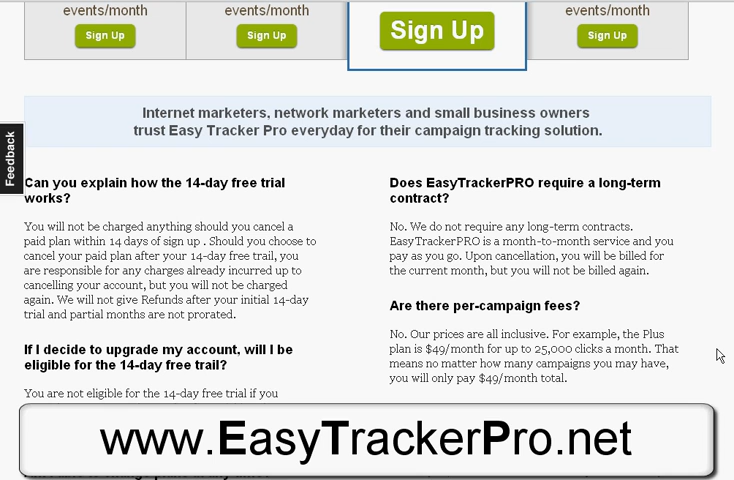 events/month
events/month
events/month
Sign Up
Sign Up
Sign Up
Sign Up
Internet marketers, network marketers and small business owners
trust Easy Tracker Pro everyday for their campaign tracking solution.
Feedback
Can you explain how the 14-day free trial
works?
You will not be charged anything should you cancel a
paid plan within 14 days of sign up . Should you choose to
cancel your paid plan after your 14-day free trail, you
are responsible for any charges already incurred up to
cancelling your account, but you will not be charged
again. We will not give Refunds after your initial 14-day
trial and partial months are not prorated.
If I decide to upgrade my account, will I be
eligible for the 14-day free trail?
You are not eligible for the 14-day free trial if you
Does EasyTrackerPRO require a long-term
contract?
No. We do not require any long-term contracts.
EasyTrackerPRO is a month-to-month service and you
pay as you go. Upon cancellation, you will be billed for
the current month, but you will not be billed again.
Are there per-campaign fees?
No. Our prices are all inclusive. For example, the Plus
plan is $49/month for up to 25,000 clicks a month. That
means no matter how many campaigns you may have,
you will only pay $49/month total.
www.EasyTrackerPro.net